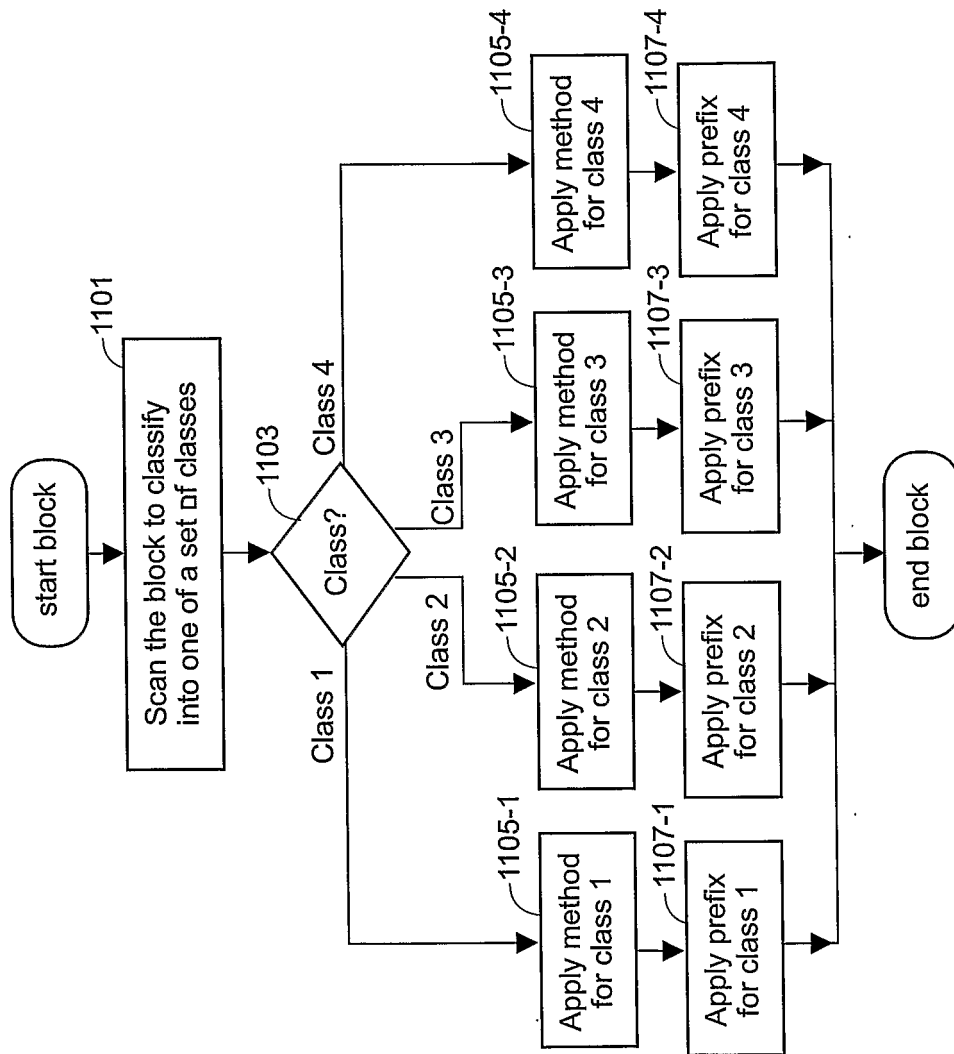 start block
1101
Scan the block to classify
into one of a set of classes
1103
Class?
Class 1
Class 2
Class 3
Class 4
1105-1
Apply method
for class 1
1105-2
Apply method
for class 2
1105-3
Apply method
for class 3
1105-4
Apply method
for class 4
1107-1
Apply prefix
for class 1
1107-2
Apply prefix
for class 2
1107-3
Apply prefix
for class 3
1107-4
Apply prefix
for class 4
end block